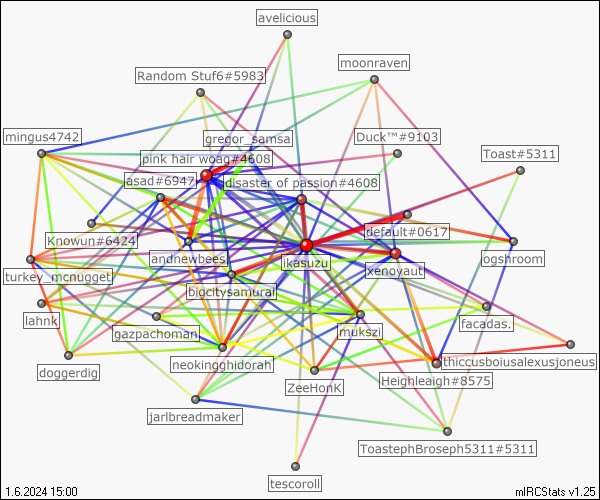 avelicious
moonraven
Random Stuf6#5983
Duck™#9103
mingus4742
gregor_samsa
Toast#5311
pink hair woag#4608
asad#6947
disaster of passion#4608
default#0617
Knowun#6424
andnewbees
ikasuzu
ogshroom
xenoyaut
turkey_mcnugget
bigcitysamurai
lahnk
gazpachoman
mukszi
facadas.
neokingghidorah
thiccusboiusalexusjoneus
doggerdig
ZeeHonk
Heighleigh#8575
jarlbreadmaker
ToastephBroseph5311#5311
tescoroll
1.6.2024 15:00
mIRCStats v1.25